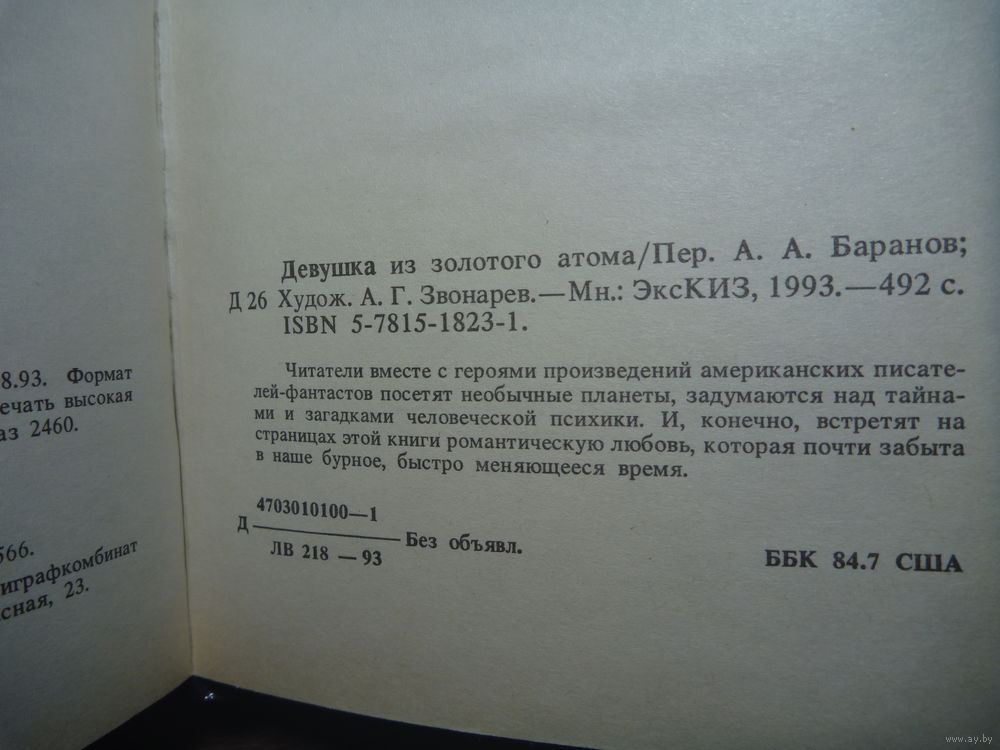 8.93. Формат
ечать высокая
аз 2460.
566.
играфкомбинат
сная, 23.
Девушка из золотого атома/Пер. А. А. Баранов;
Д 26 Худож. А. Г. Звонарев.—Мн.: ЭксКИЗ, 1993.—492 с.
ISBN 5-7815-1823-1.
Читатели вместе с героями произведений американских писате-
лей-фантастов посетят необычные планеты, задумаются над тайна-
ми и загадками человеческой психики. И, конечно, встретят на
страницах этой книги романтическую любовь, которая почти забыта
в наше бурное, быстро меняющееся время.
4703010100—1
Д ——— Без объявл.
ЛВ 218 — 93
ББК 84.7 США
www.ay.by